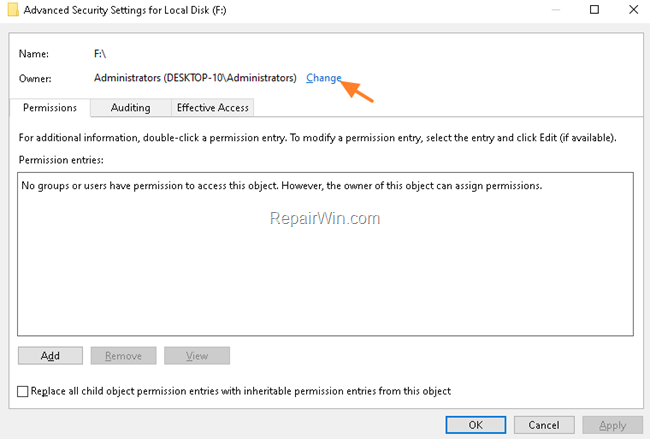 Advanced Security Settings for Local Disk (F:)
Name: F:\
Owner: Administrators (DESKTOP-10\Administrators) Change
Permissions Auditing Effective Access
For additional information, double-click a permission entry. To modify a permission entry, select the entry and click Edit (if available).
Permission entries:
No groups or users have permission to access this object. However, the owner of this object can assign permissions.
RepairWin.com
Add Remove View
Replace all child object permission entries with inheritable permission entries from this object
OK Cancel Apply